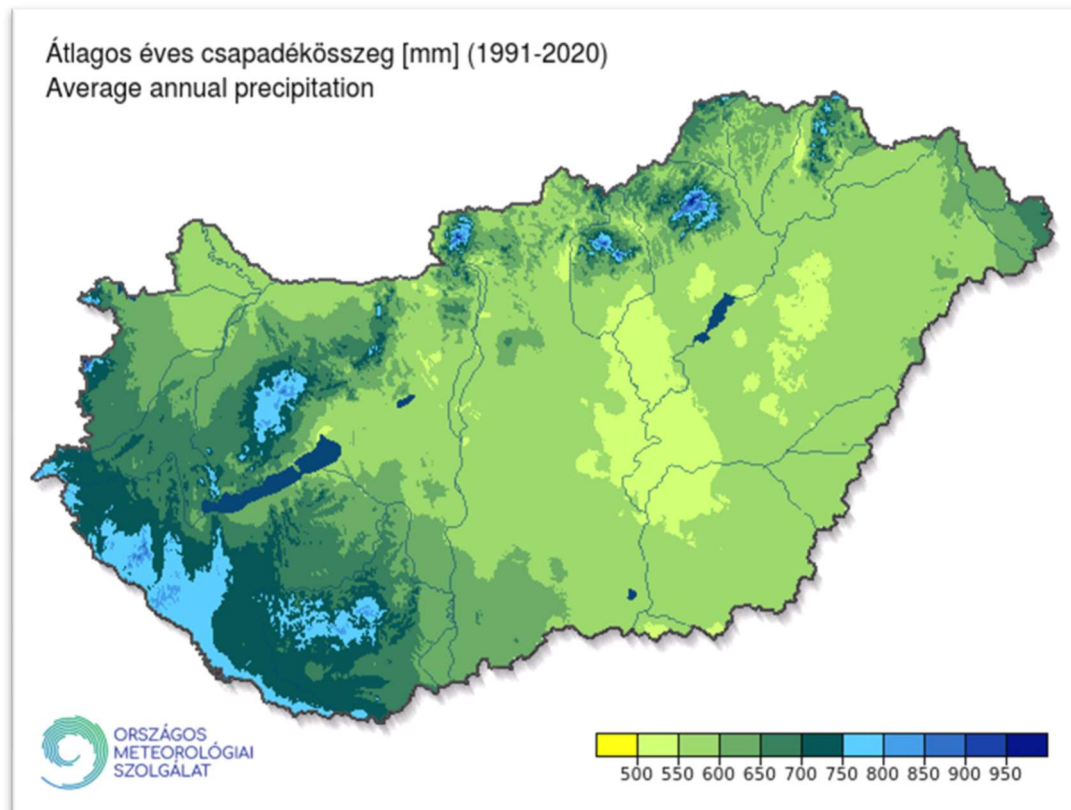 Átlagos éves csapadékösszeg [mm] (1991-2020)
Average annual precipitation
ORSZÁGOS
METEOROLÓGIAI
SZOLGÁLAT
500 550 600 650 700 750 800 850 900 950